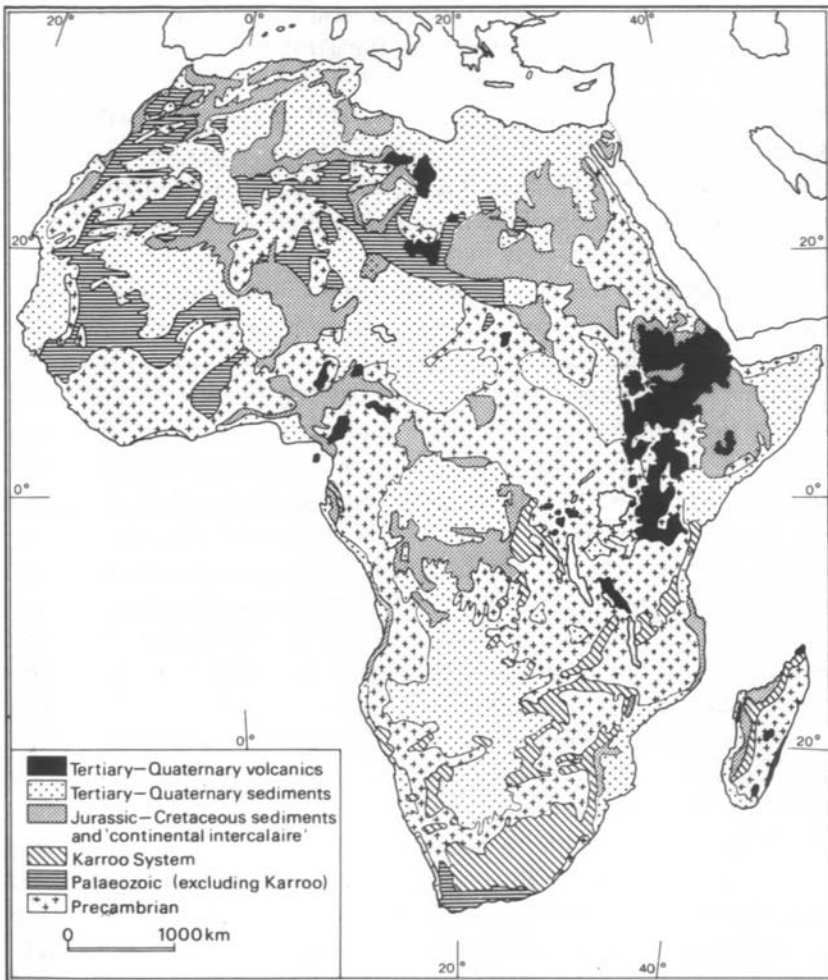 20° 0° 20° 40°
20° 20°
0° 0°
0° 20°
Tertiary—Quaternary volcanics
Tertiary—Quaternary sediments
Jurassic—Cretaceous sediments
and 'continental intercalaire'
Karroo System
Palaeozoic (excluding Karroo)
Precambrian
0 1000 km
20° 40°